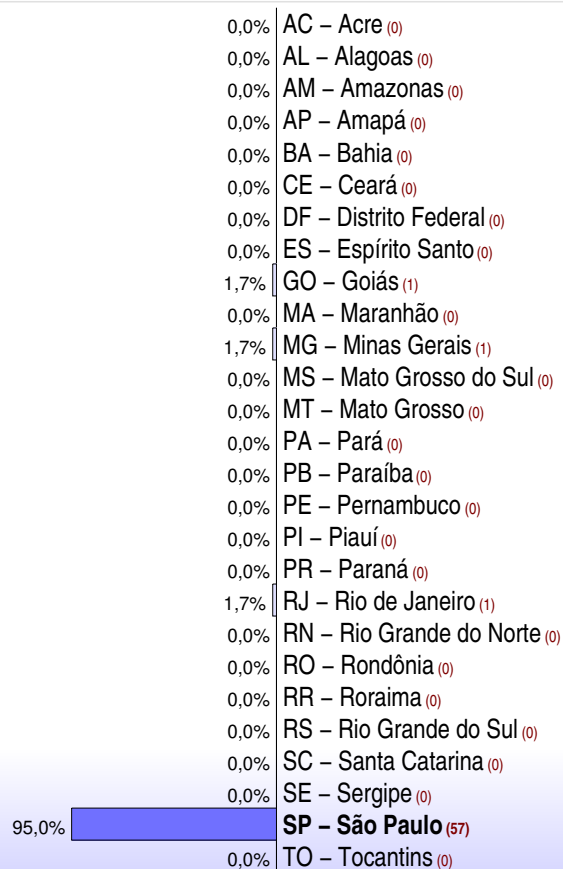 0,0% AC – Acre (0)
0,0% AL – Alagoas (0)
0,0% AM – Amazonas (0)
0,0% AP – Amapá (0)
0,0% BA – Bahia (0)
0,0% CE – Ceará (0)
0,0% DF – Distrito Federal (0)
0,0% ES – Espírito Santo (0)
1,7% GO – Goiás (1)
0,0% MA – Maranhão (0)
1,7% MG – Minas Gerais (1)
0,0% MS – Mato Grosso do Sul (0)
0,0% MT – Mato Grosso (0)
0,0% PA – Pará (0)
0,0% PB – Paraíba (0)
0,0% PE – Pernambuco (0)
0,0% PI – Piauí (0)
0,0% PR – Paraná (0)
1,7% RJ – Rio de Janeiro (1)
0,0% RN – Rio Grande do Norte (0)
0,0% RO – Rondônia (0)
0,0% RR – Roraima (0)
0,0% RS – Rio Grande do Sul (0)
0,0% SC – Santa Catarina (0)
0,0% SE – Sergipe (0)
95,0% SP – São Paulo (57)
0,0% TO – Tocantins (0)